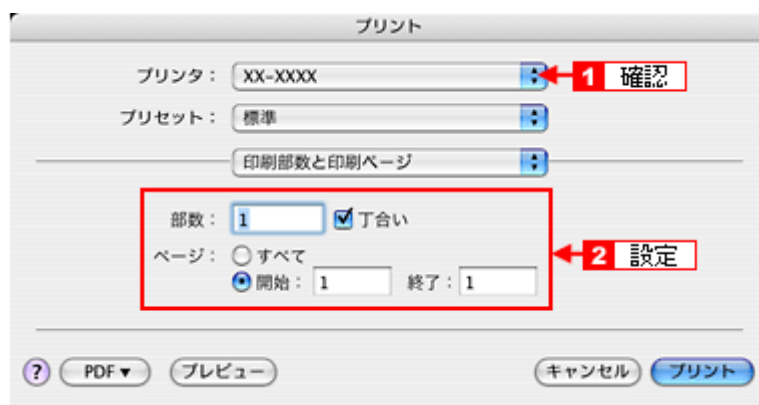 プリント
プリンタ： XX-XXXX 1 確認
プリセット： 標準
印刷部数と印刷ページ
部数： 1 丁合い
ページ： すべて
開始： 1 終了： 1
2 設定
? PDF▼ プレビュー キャンセル プリント